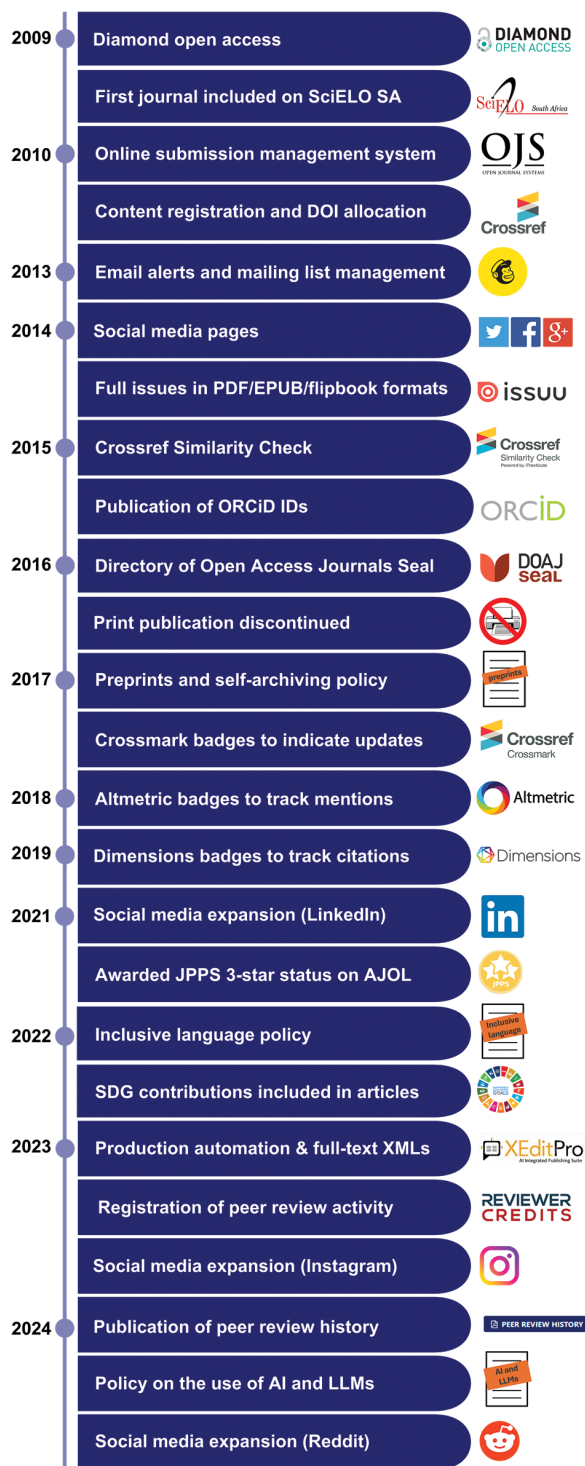 2009
Diamond open access
DIAMOND
OPEN ACCESS
First journal included on SciELO SA
SciELO
South Africa
2010
Online submission management system
OJS
OPEN JOURNAL SYSTEMS
Content registration and DOI allocation
Crossref
2013
Email alerts and mailing list management
2014
Social media pages
g+
Full issues in PDF/EPUB/flipbook formats
issuu
2015
Crossref Similarity Check
Crossref
Similarity Check
Powered by iThenticate
Publication of ORCiD IDs
ORCiD
2016
Directory of Open Access Journals Seal
DOAJ
SEAL
Print publication discontinued
2017
Preprints and self-archiving policy
preprints
Crossmark badges to indicate updates
Crossref
Crossmark
2018
Altmetric badges to track mentions
Altmetric
2019
Dimensions badges to track citations
Dimensions
2021
Social media expansion (LinkedIn)
in
Awarded JPPS 3-star status on AJOL
JPPS
2022
Inclusive language policy
Inclusive
language
SDG contributions included in articles
GOALS
2023
Production automation & full-text XMLs
XEditPro
AI Integrated Publishing Suite
Registration of peer review activity
REVIEWER
CREDITS
Social media expansion (Instagram)
2024
Publication of peer review history
PEER REVIEW HISTORY
Policy on the use of AI and LLMs
AI and
LLMs
Social media expansion (Reddit)